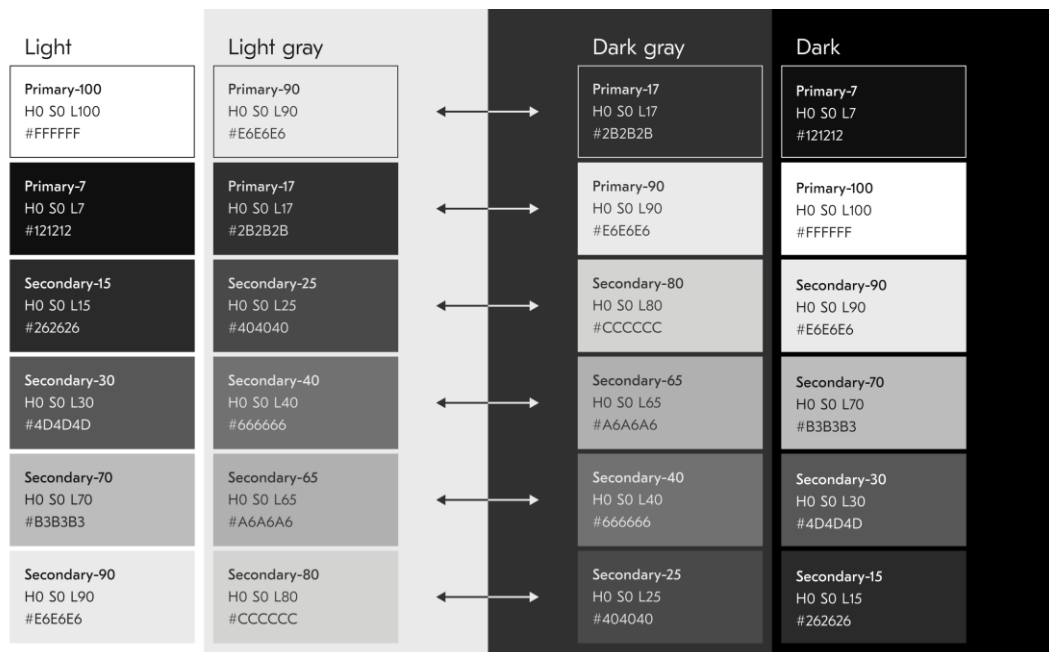 Light
Primary-100
H0 S0 L100
#FFFFFF
Primary-7
H0 S0 L7
#121212
Secondary-15
H0 S0 L15
#262626
Secondary-30
H0 S0 L30
#4D4D4D
Secondary-70
H0 S0 L70
#B3B3B3
Secondary-90
H0 S0 L90
#E6E6E6
Light gray
Primary-90
H0 S0 L90
#E6E6E6
Primary-17
H0 S0 L17
#2B2B2B
Secondary-25
H0 S0 L25
#404040
Secondary-40
H0 S0 L40
#666666
Secondary-65
H0 S0 L65
#A6A6A6
Secondary-80
H0 S0 L80
#CCCCCC
Dark gray
Primary-17
H0 S0 L17
#2B2B2B
Primary-90
H0 S0 L90
#E6E6E6
Secondary-80
H0 S0 L80
#CCCCCC
Secondary-65
H0 S0 L65
#A6A6A6
Secondary-40
H0 S0 L40
#666666
Secondary-25
H0 S0 L25
#404040
Dark
Primary-7
H0 S0 L7
#121212
Primary-100
H0 S0 L100
#FFFFFF
Secondary-90
H0 S0 L90
#E6E6E6
Secondary-70
H0 S0 L70
#B3B3B3
Secondary-30
H0 S0 L30
#4D4D4D
Secondary-15
H0 S0 L15
#262626